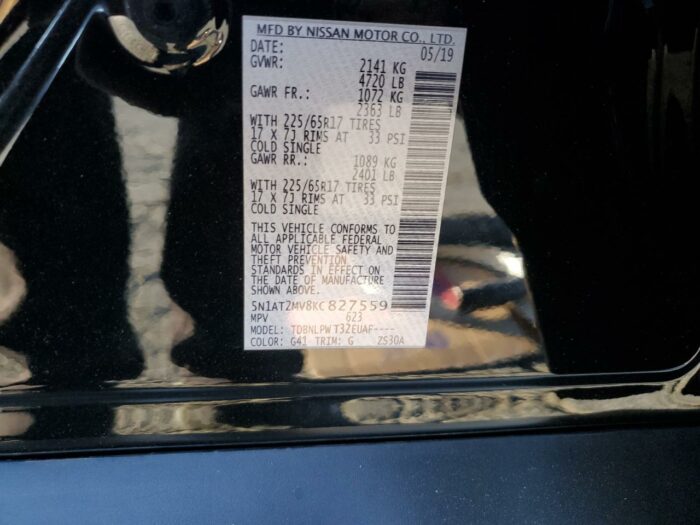 MFD BY NISSAN MOTOR CO., LTD.
DATE: 05/19
GVWR: 2141 KG
4720 LB
GAWR FR.: 1072 KG
2363 LB
WITH 225/65R17 TIRES
17 X 7J RIMS AT 33 PSI
COLD SINGLE
GAWR RR.: 1089 KG
2401 LB
WITH 225/65R17 TIRES
17 X 7J RIMS AT 33 PSI
COLD SINGLE
THIS VEHICLE CONFORMS TO
ALL APPLICABLE FEDERAL
MOTOR VEHICLE SAFETY AND
THEFT PREVENTION
STANDARDS IN EFFECT ON
THE DATE OF MANUFACTURE
SHOWN ABOVE.
5N1AT2MV8KC827559
MPV 623
MODEL: TDBNLPW T32EUAF----
COLOR: G41 TRIM: G ZS30A